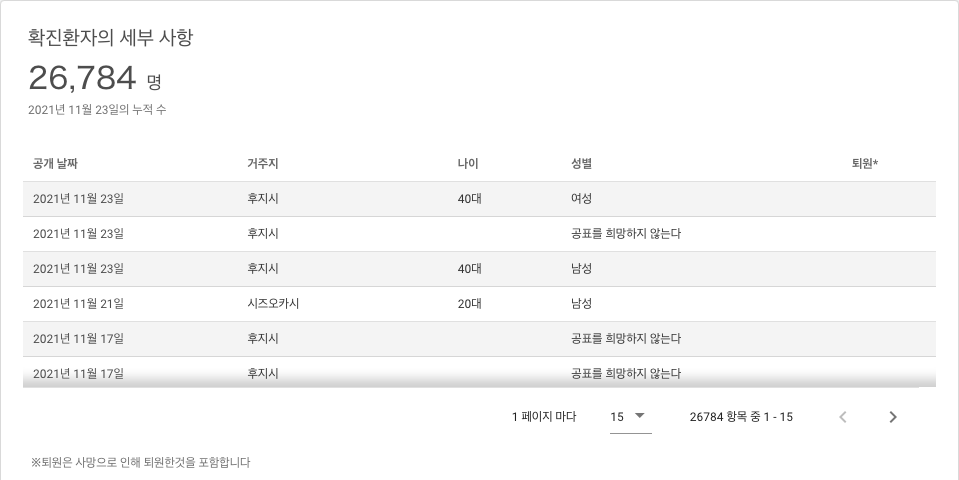 확진환자의 세부 사항
26,784 명
2021년 11월 23일의 누적 수
공개 날짜 거주지 나이 성별 퇴원*
2021년 11월 23일 후지시 40대 여성
2021년 11월 23일 후지시 공표를 희망하지 않는다
2021년 11월 23일 후지시 40대 남성
2021년 11월 21일 시즈오카시 20대 남성
2021년 11월 17일 후지시 공표를 희망하지 않는다
2021년 11월 17일 후지시 공표를 희망하지 않는다
1 페이지 마다 15 26784 항목 중 1 - 15
※퇴원은 사망으로 인해 퇴원한것을 포함합니다